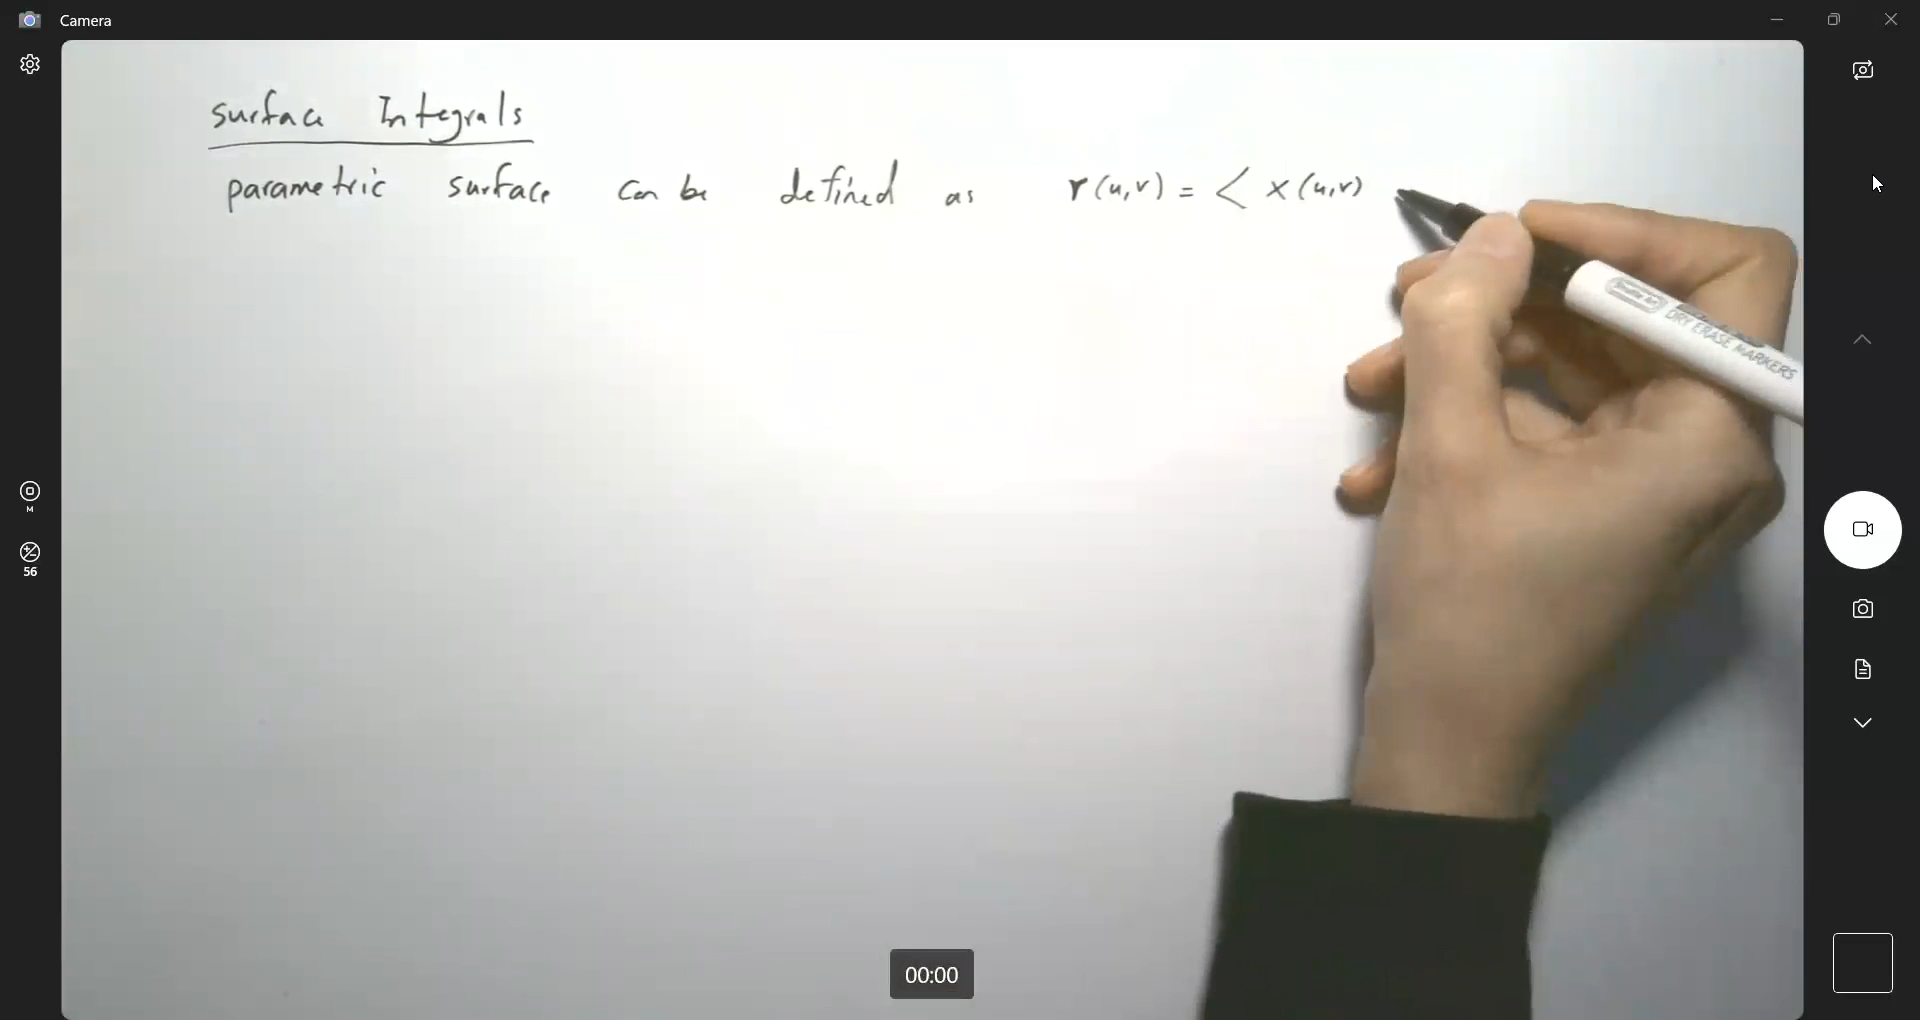 Camera
surface Integrals
parametric surface can be defined as r(u,v) = < x(u,v)
DRY ERASE MARKERS
M
56
00:00